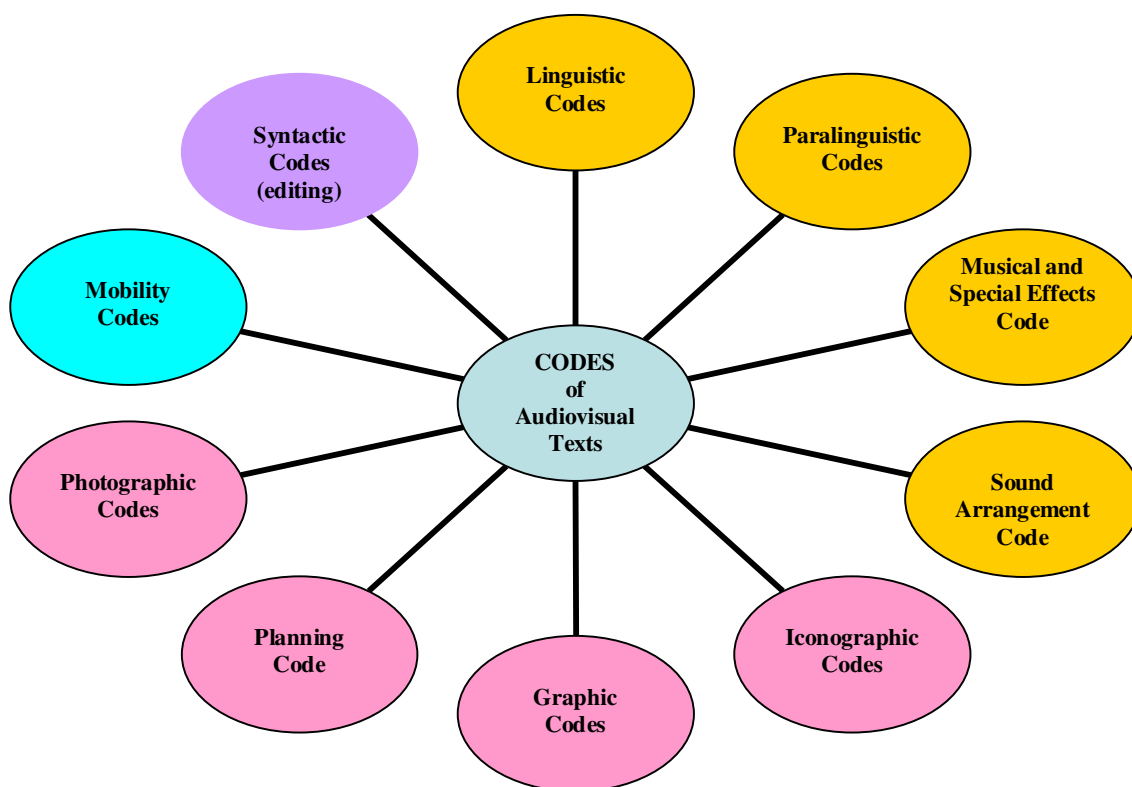 Linguistic
Codes
Syntactic
Codes
(editing)
Paralinguistic
Codes
Mobility
Codes
Musical and
Special Effects
Code
CODES
of
Audiovisual
Texts
Photographic
Codes
Sound
Arrangement
Code
Planning
Code
Iconographic
Codes
Graphic
Codes